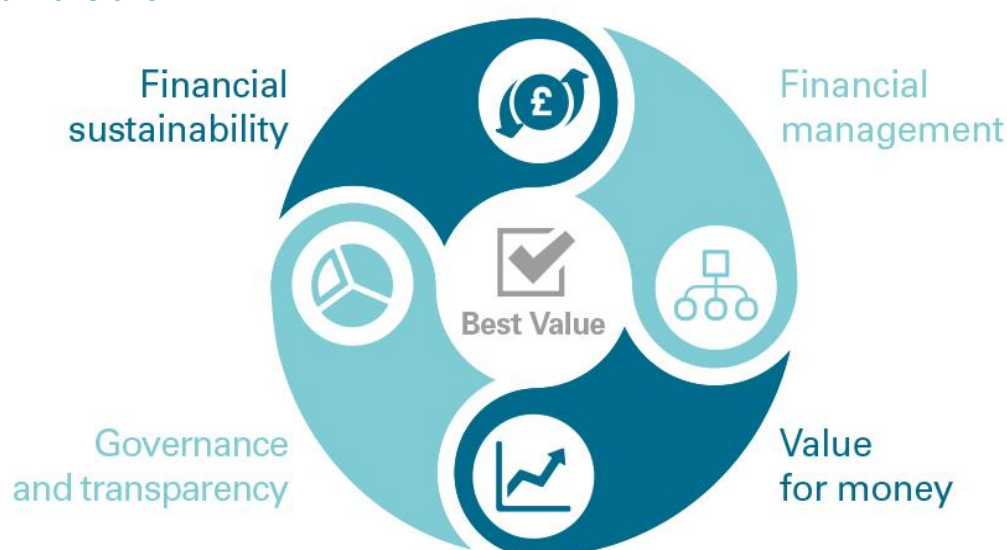 Financial
sustainability
Financial
management
£
Best Value
Governance
and transparency
Value
for money